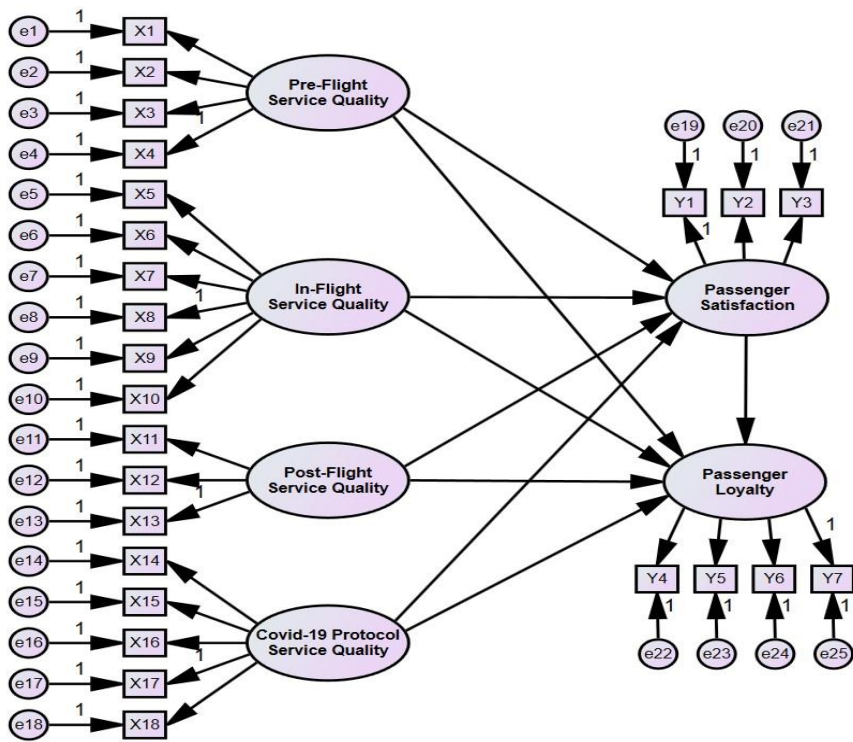 e1 1 X1
e2 1 X2
e3 1 X3
1
e4 1 X4
Pre-Flight
Service Quality
e5 1 X5
e6 1 X6
e7 1 X7
1
e8 1 X8
e9 1 X9
e10 1 X10
In-Flight
Service Quality
e11 1 X11
e12 1 X12
1
e13 1 X13
Post-Flight
Service Quality
e14 1 X14
e15 1 X15
e16 1 X16
1
e17 1 X17
e18 1 X18
Covid-19 Protocol
Service Quality
e19 e20 e21
1 1 1
Y1 Y2 Y3
1
Passenger
Satisfaction
Passenger
Loyalty
1
Y4 Y5 Y6 Y7
1 1 1 1
e22 e23 e24 e25